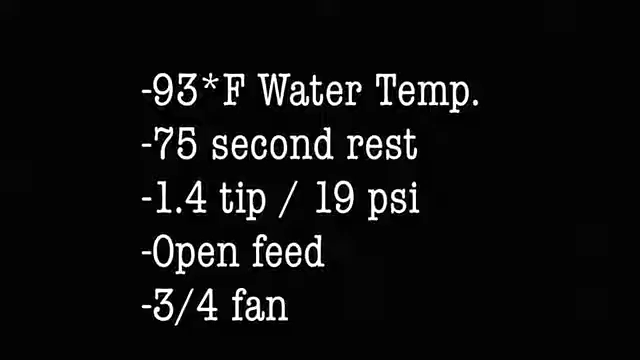 -93*F Water Temp.
-75 second rest
-1.4 tip / 19 psi
-Open feed
-3/4 fan